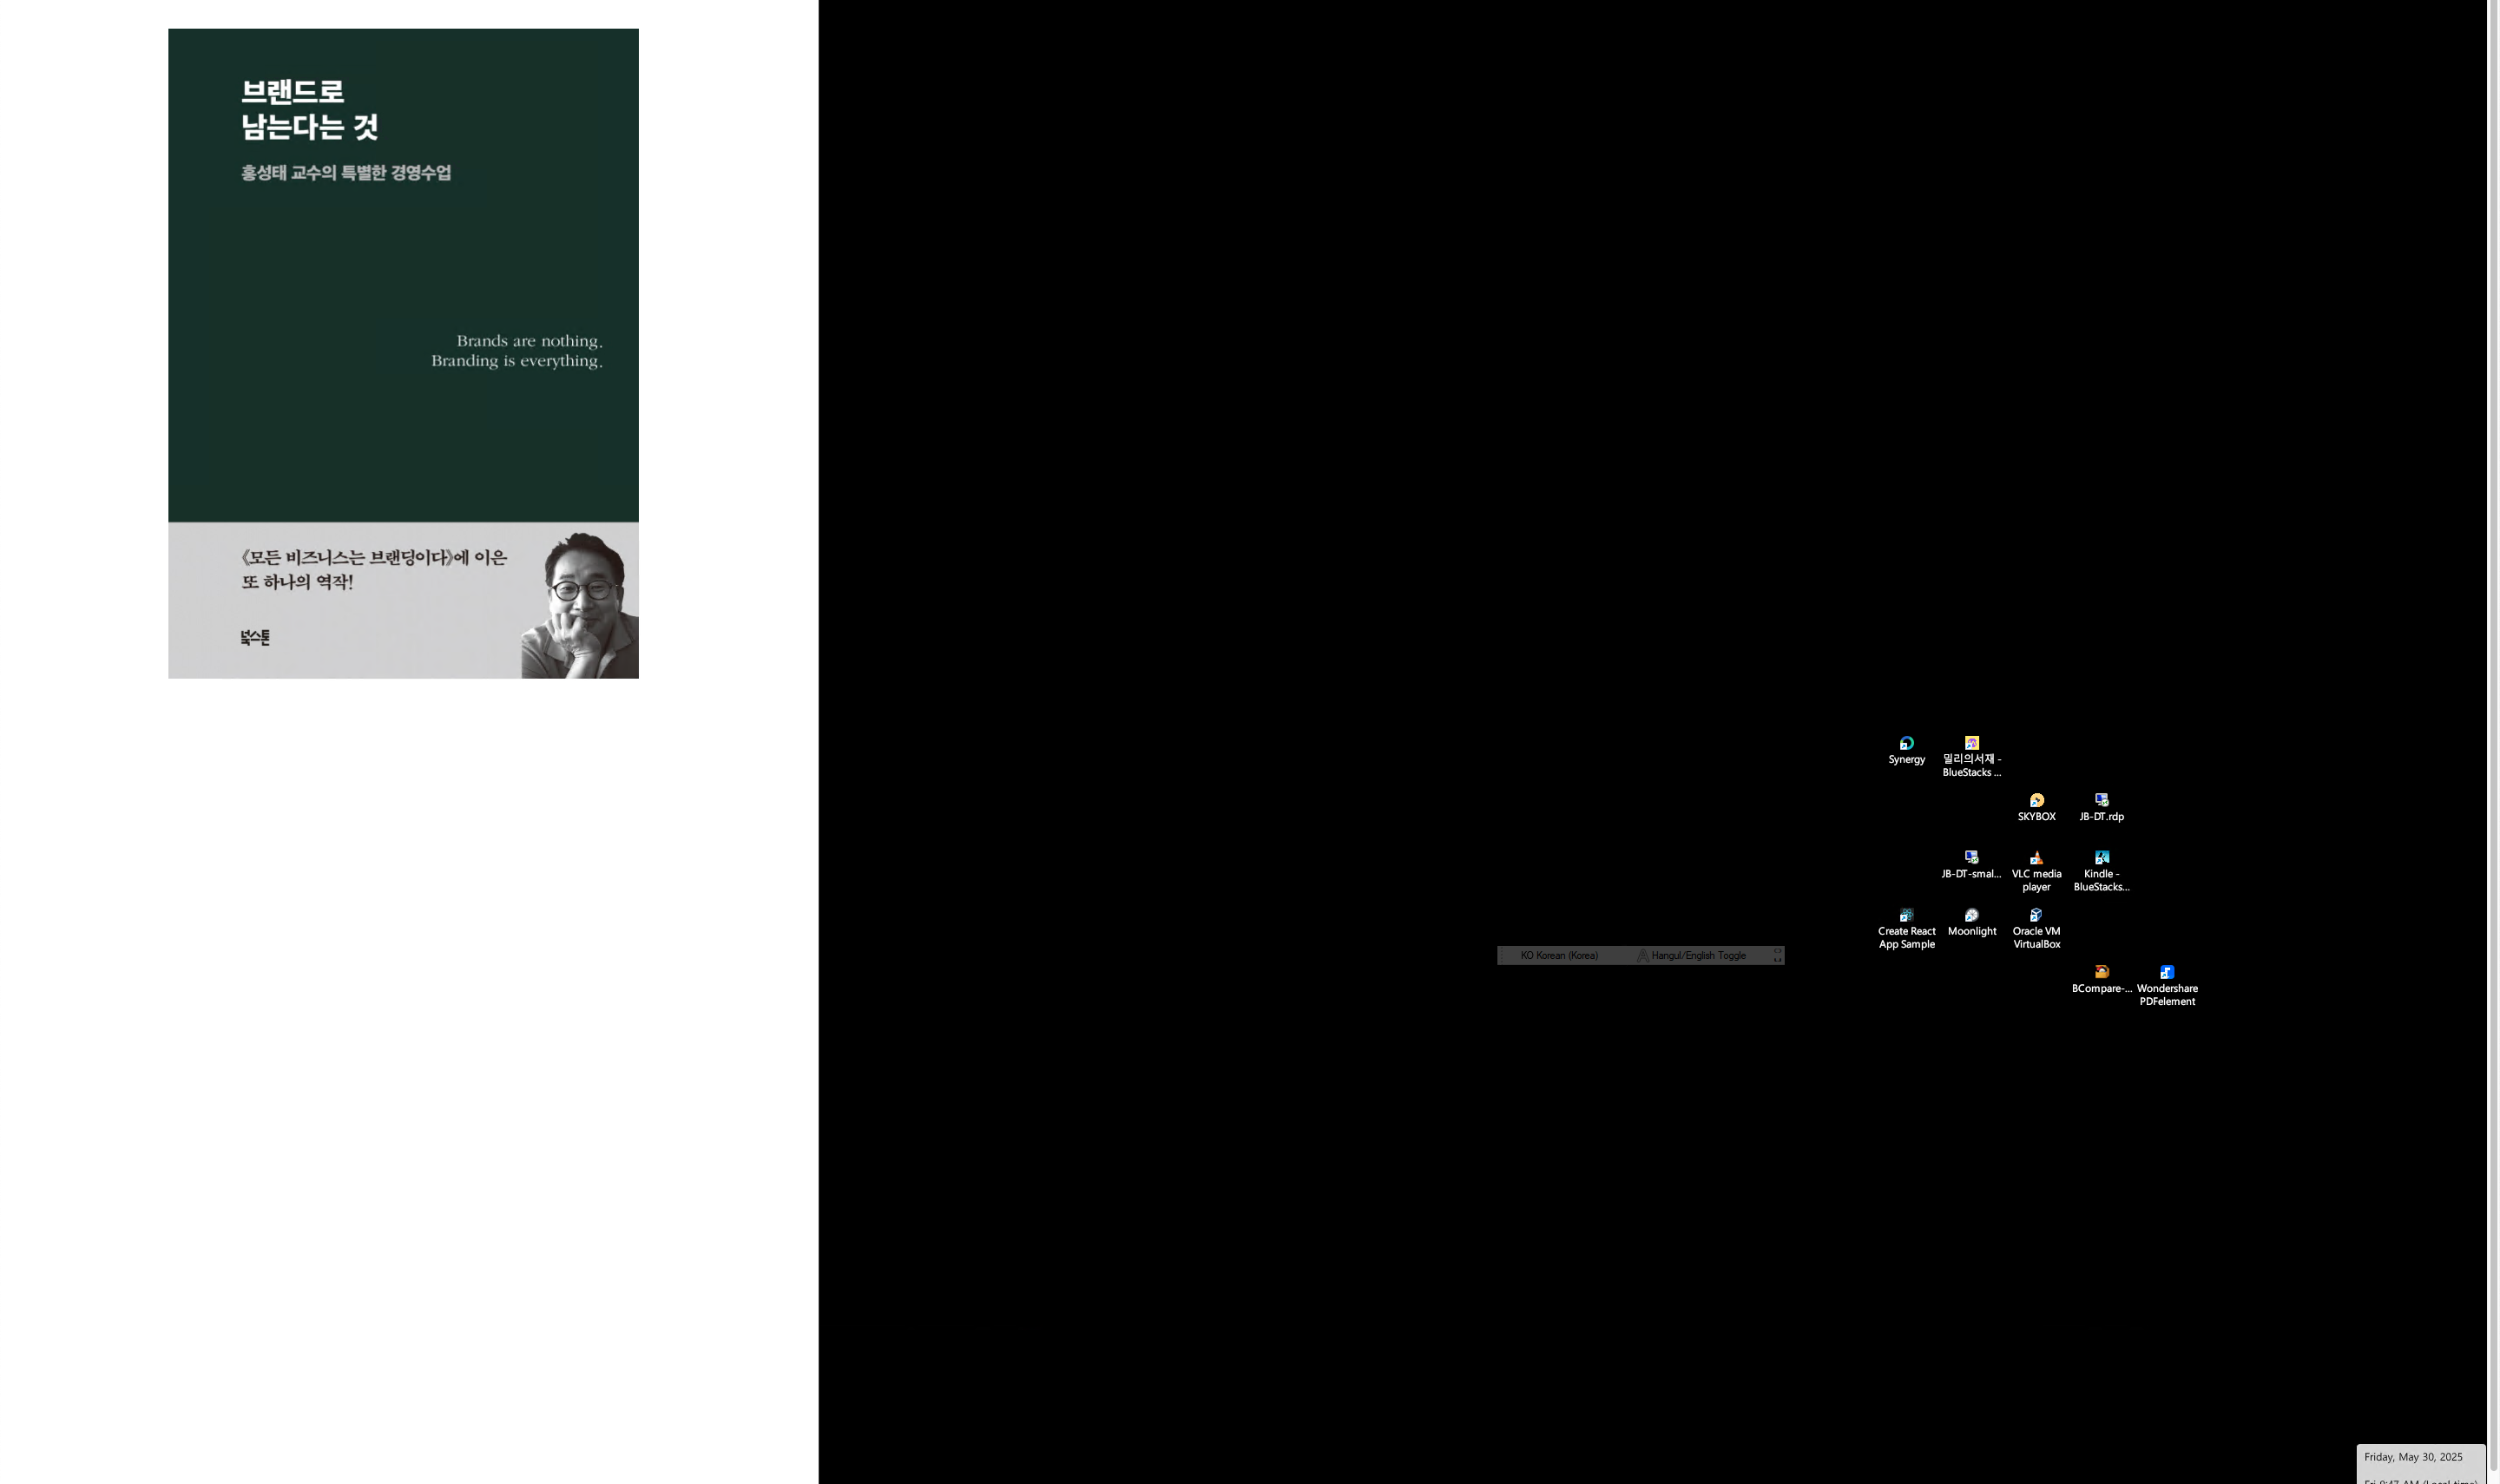 브랜드로
남는다는 것
홍성태 교수의 특별한 경영수업
Brands are nothing.
Branding is everything.
《모든 비즈니스는 브랜딩이다》에 이은
또 하나의 역작!
북스톤
Synergy
밀리의서재 -
BlueStacks ...
SKYBOX
JB-DT.rdp
JB-DT-smal...
VLC media
player
Kindle -
BlueStacks...
Create React
App Sample
Moonlight
Oracle VM
VirtualBox
KO Korean (Korea)
Hangul/English Toggle
BCompare-...
Wondershare
PDFelement
Friday, May 30, 2025